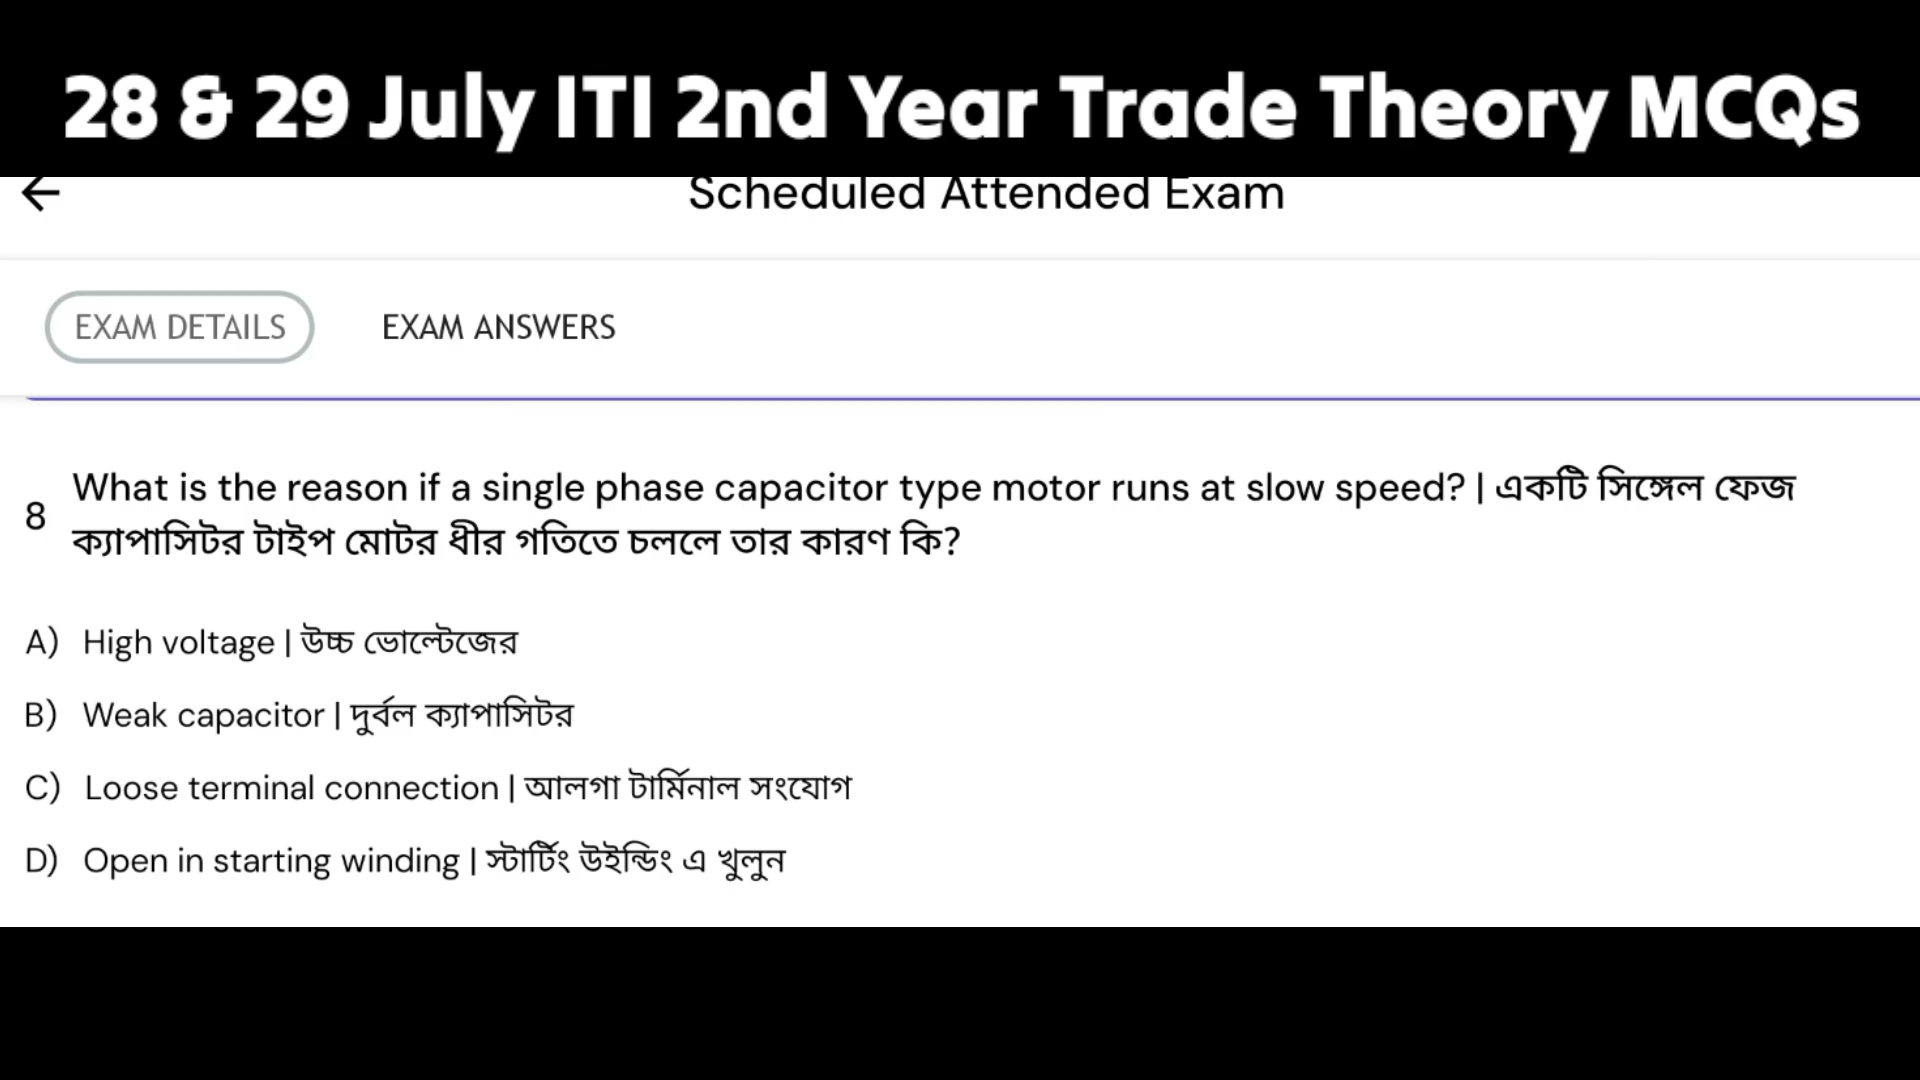 28 & 29 July ITI 2nd Year Trade Theory MCQs
Scheduled Attended Exam
EXAM DETAILS EXAM ANSWERS
8 What is the reason if a single phase capacitor type motor runs at slow speed? | একটি সিঙ্গেল ফেজ
ক্যাপাসিটর টাইপ মোটর ধীর গতিতে চললে তার কারণ কি?
A) High voltage | উচ্চ ভোল্টেজের
B) Weak capacitor | দুর্বল ক্যাপাসিটর
C) Loose terminal connection | আলগা টার্মিনাল সংযোগ
D) Open in starting winding | স্টার্টিং উইন্ডিং এ খুলুন